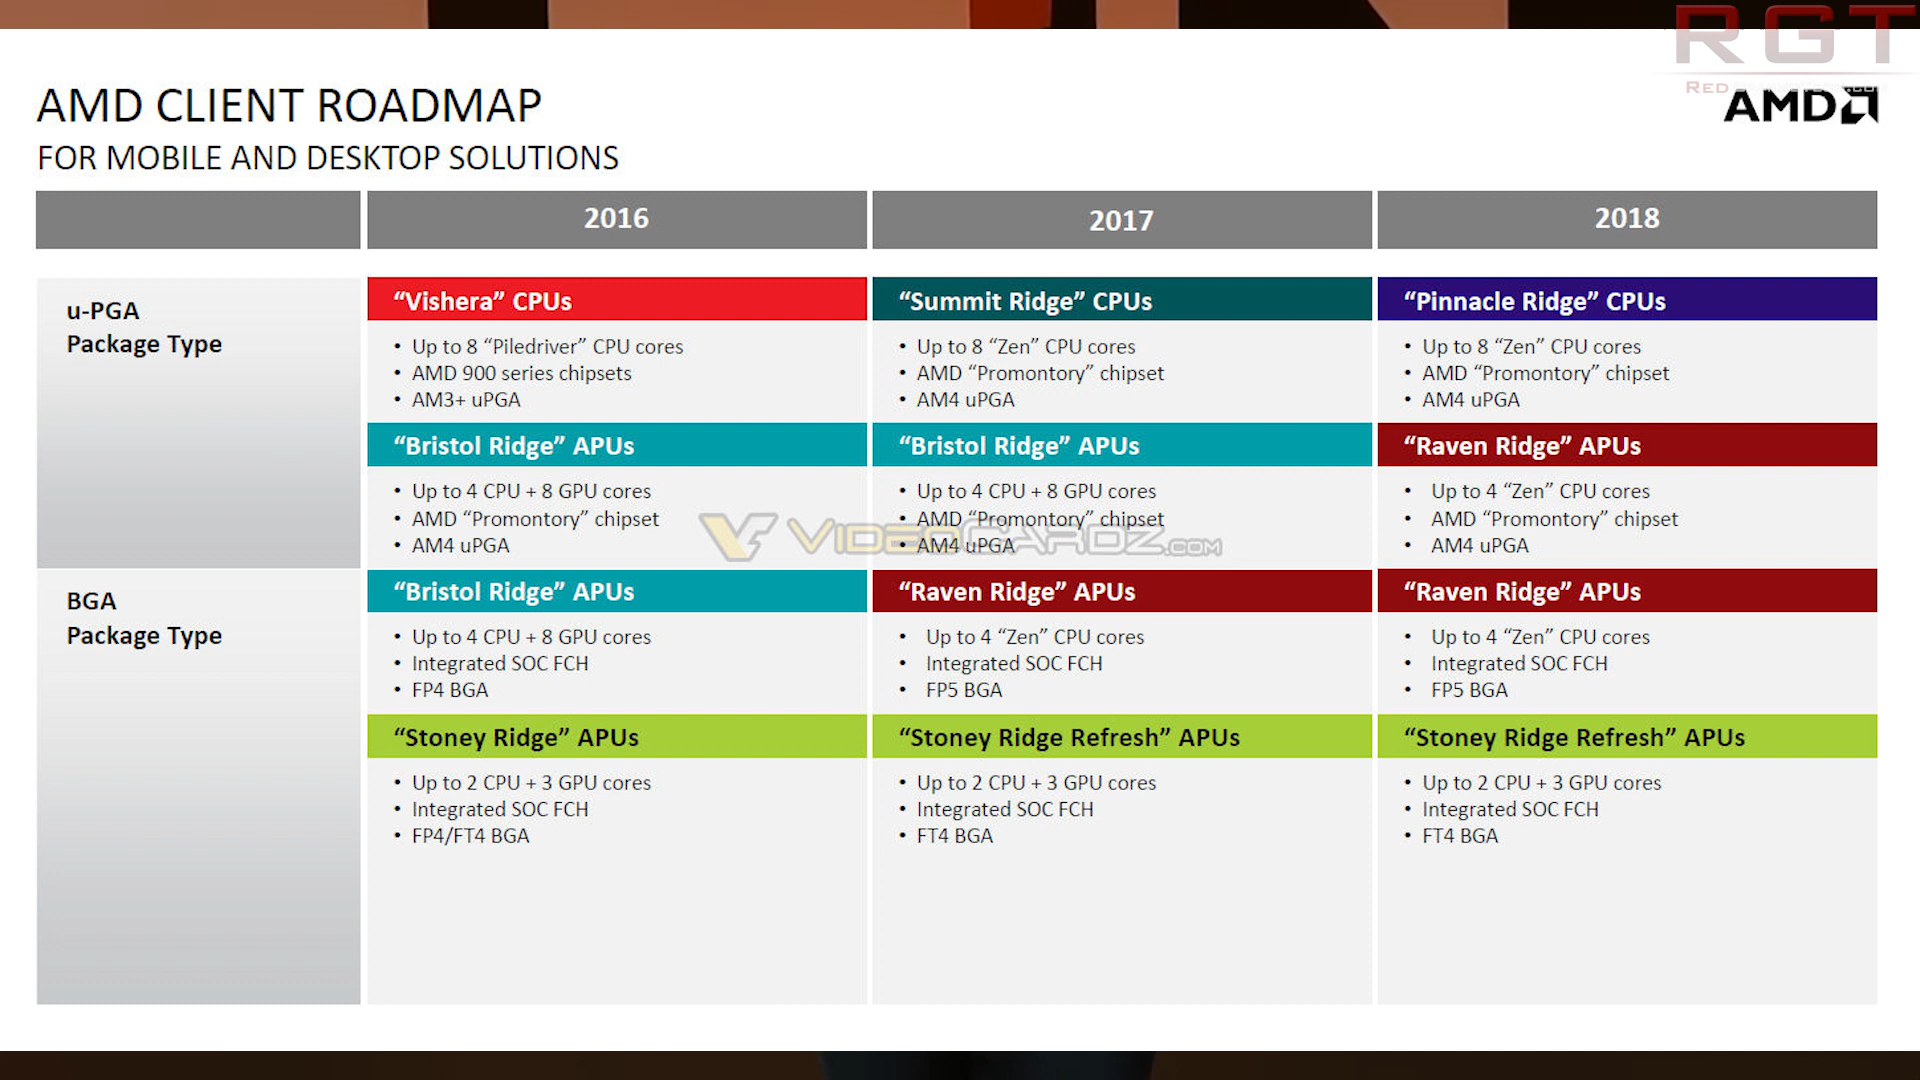 RGT
RED
AMD
AMD CLIENT ROADMAP
FOR MOBILE AND DESKTOP SOLUTIONS
2016
2017
2018
u-PGA
Package Type
“Vishera” CPUs
• Up to 8 “Piledriver” CPU cores
• AMD 900 series chipsets
• AM3+ uPGA
“Summit Ridge” CPUs
• Up to 8 “Zen” CPU cores
• AMD “Promontory” chipset
• AM4 uPGA
“Pinnacle Ridge” CPUs
• Up to 8 “Zen” CPU cores
• AMD “Promontory” chipset
• AM4 uPGA
“Bristol Ridge” APUs
• Up to 4 CPU + 8 GPU cores
• AMD “Promontory” chipset
• AM4 uPGA
“Bristol Ridge” APUs
• Up to 4 CPU + 8 GPU cores
• AMD “Promontory” chipset
• AM4 uPGA
“Raven Ridge” APUs
• Up to 4 “Zen” CPU cores
• AMD “Promontory” chipset
• AM4 uPGA
VIDEOCARDZ.COM
BGA
Package Type
“Bristol Ridge” APUs
• Up to 4 CPU + 8 GPU cores
• Integrated SOC FCH
• FP4 BGA
“Raven Ridge” APUs
• Up to 4 “Zen” CPU cores
• Integrated SOC FCH
• FP5 BGA
“Raven Ridge” APUs
• Up to 4 “Zen” CPU cores
• Integrated SOC FCH
• FP5 BGA
“Stoney Ridge” APUs
• Up to 2 CPU + 3 GPU cores
• Integrated SOC FCH
• FP4/FT4 BGA
“Stoney Ridge Refresh” APUs
• Up to 2 CPU + 3 GPU cores
• Integrated SOC FCH
• FT4 BGA
“Stoney Ridge Refresh” APUs
• Up to 2 CPU + 3 GPU cores
• Integrated SOC FCH
• FT4 BGA